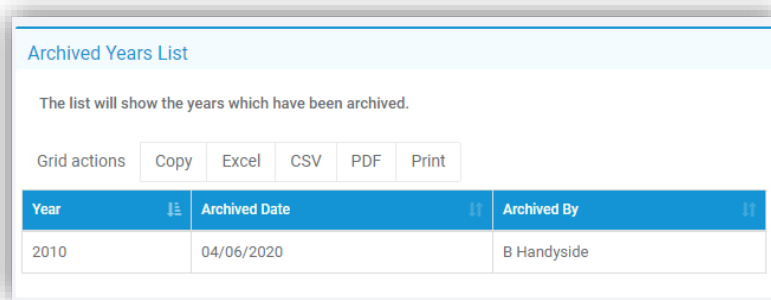 Archived Years List
The list will show the years which have been archived.
Grid actions Copy Excel CSV PDF Print
Year Archived Date Archived By
2010 04/06/2020 B Handyside